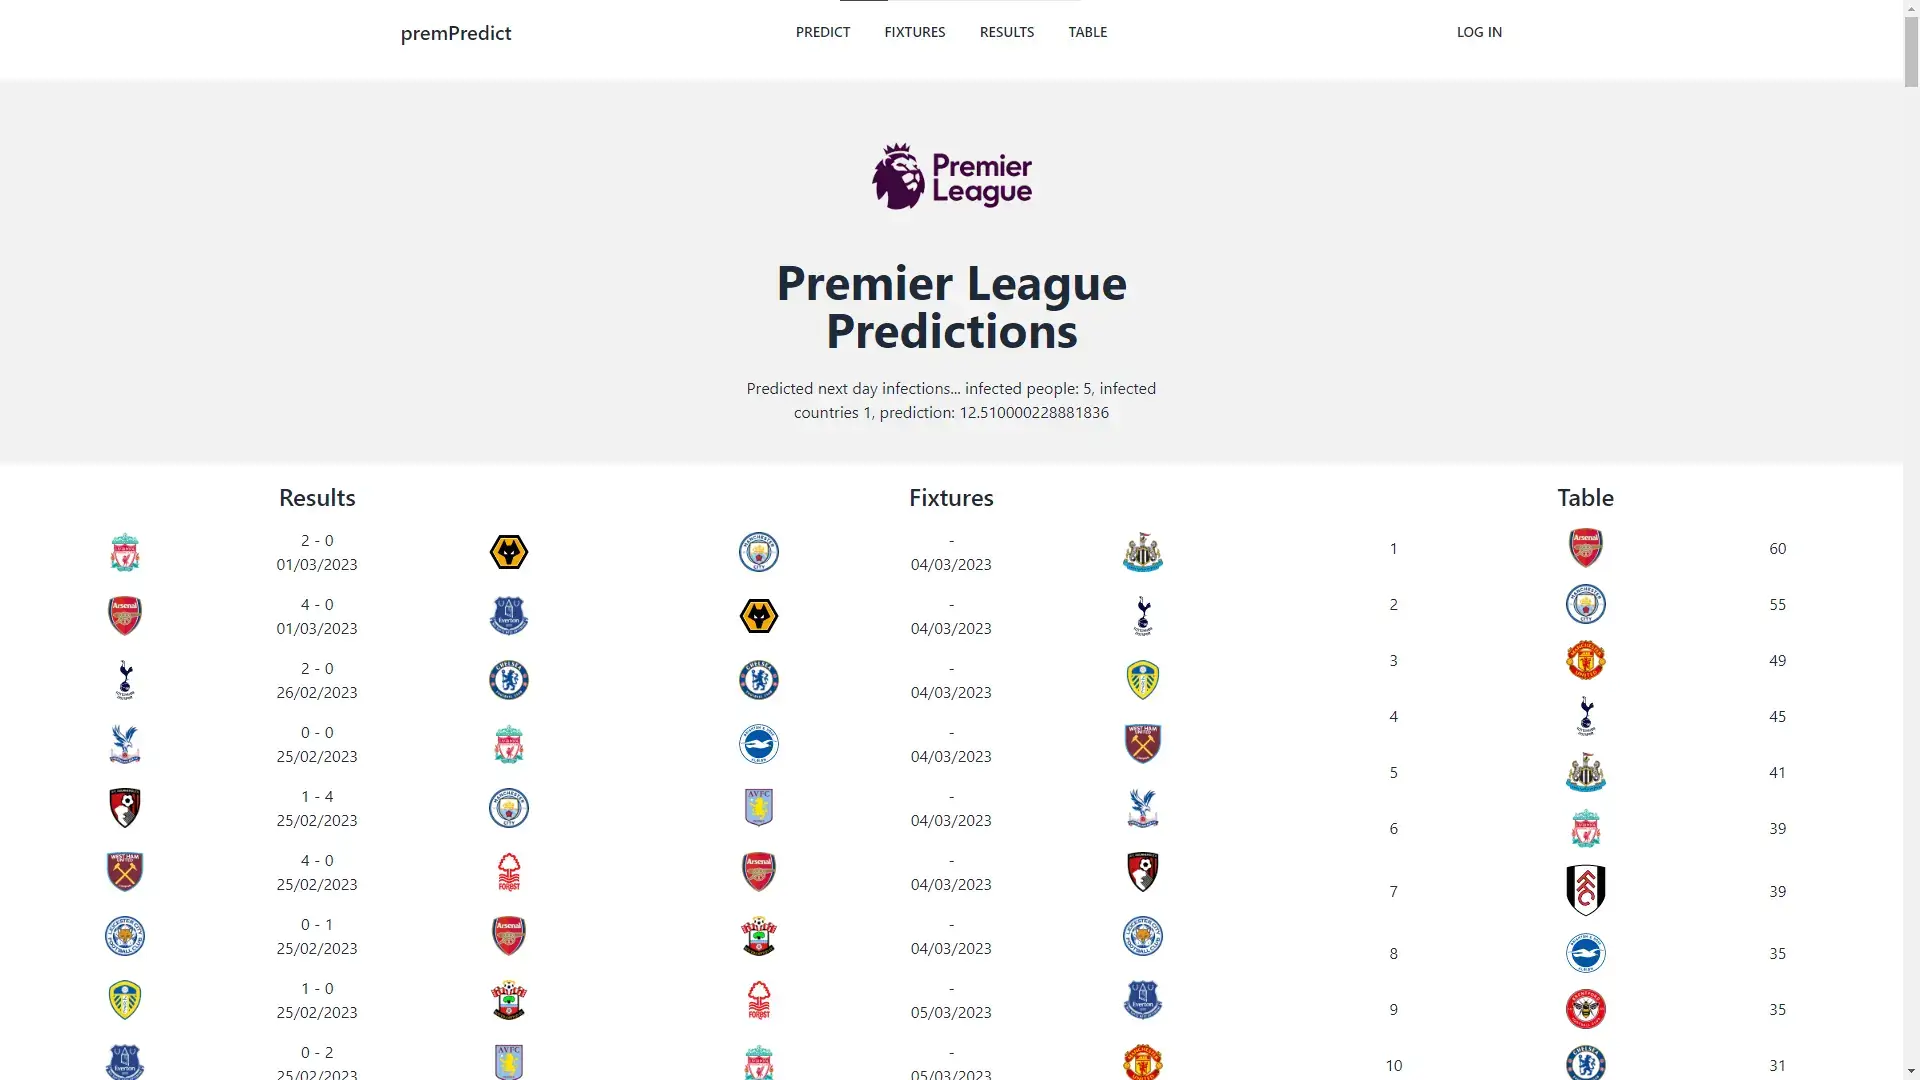 premPredict
PREDICT FIXTURES RESULTS TABLE
LOG IN
Premier
League
Premier League
Predictions
Predicted next day infections... infected people: 5, infected
countries 1, prediction: 12.510000228881836
Results
2 - 0
01/03/2023
4 - 0
01/03/2023
2 - 0
26/02/2023
0 - 0
25/02/2023
1 - 4
25/02/2023
4 - 0
25/02/2023
0 - 1
25/02/2023
1 - 0
25/02/2023
0 - 2
25/02/2023
Fixtures
-
04/03/2023
-
04/03/2023
-
04/03/2023
-
04/03/2023
-
04/03/2023
-
04/03/2023
-
04/03/2023
-
05/03/2023
-
05/03/2023
Table
1 Arsenal 60
2 55
3 49
4 45
5 41
6 39
7 39
8 35
9 35
10 31